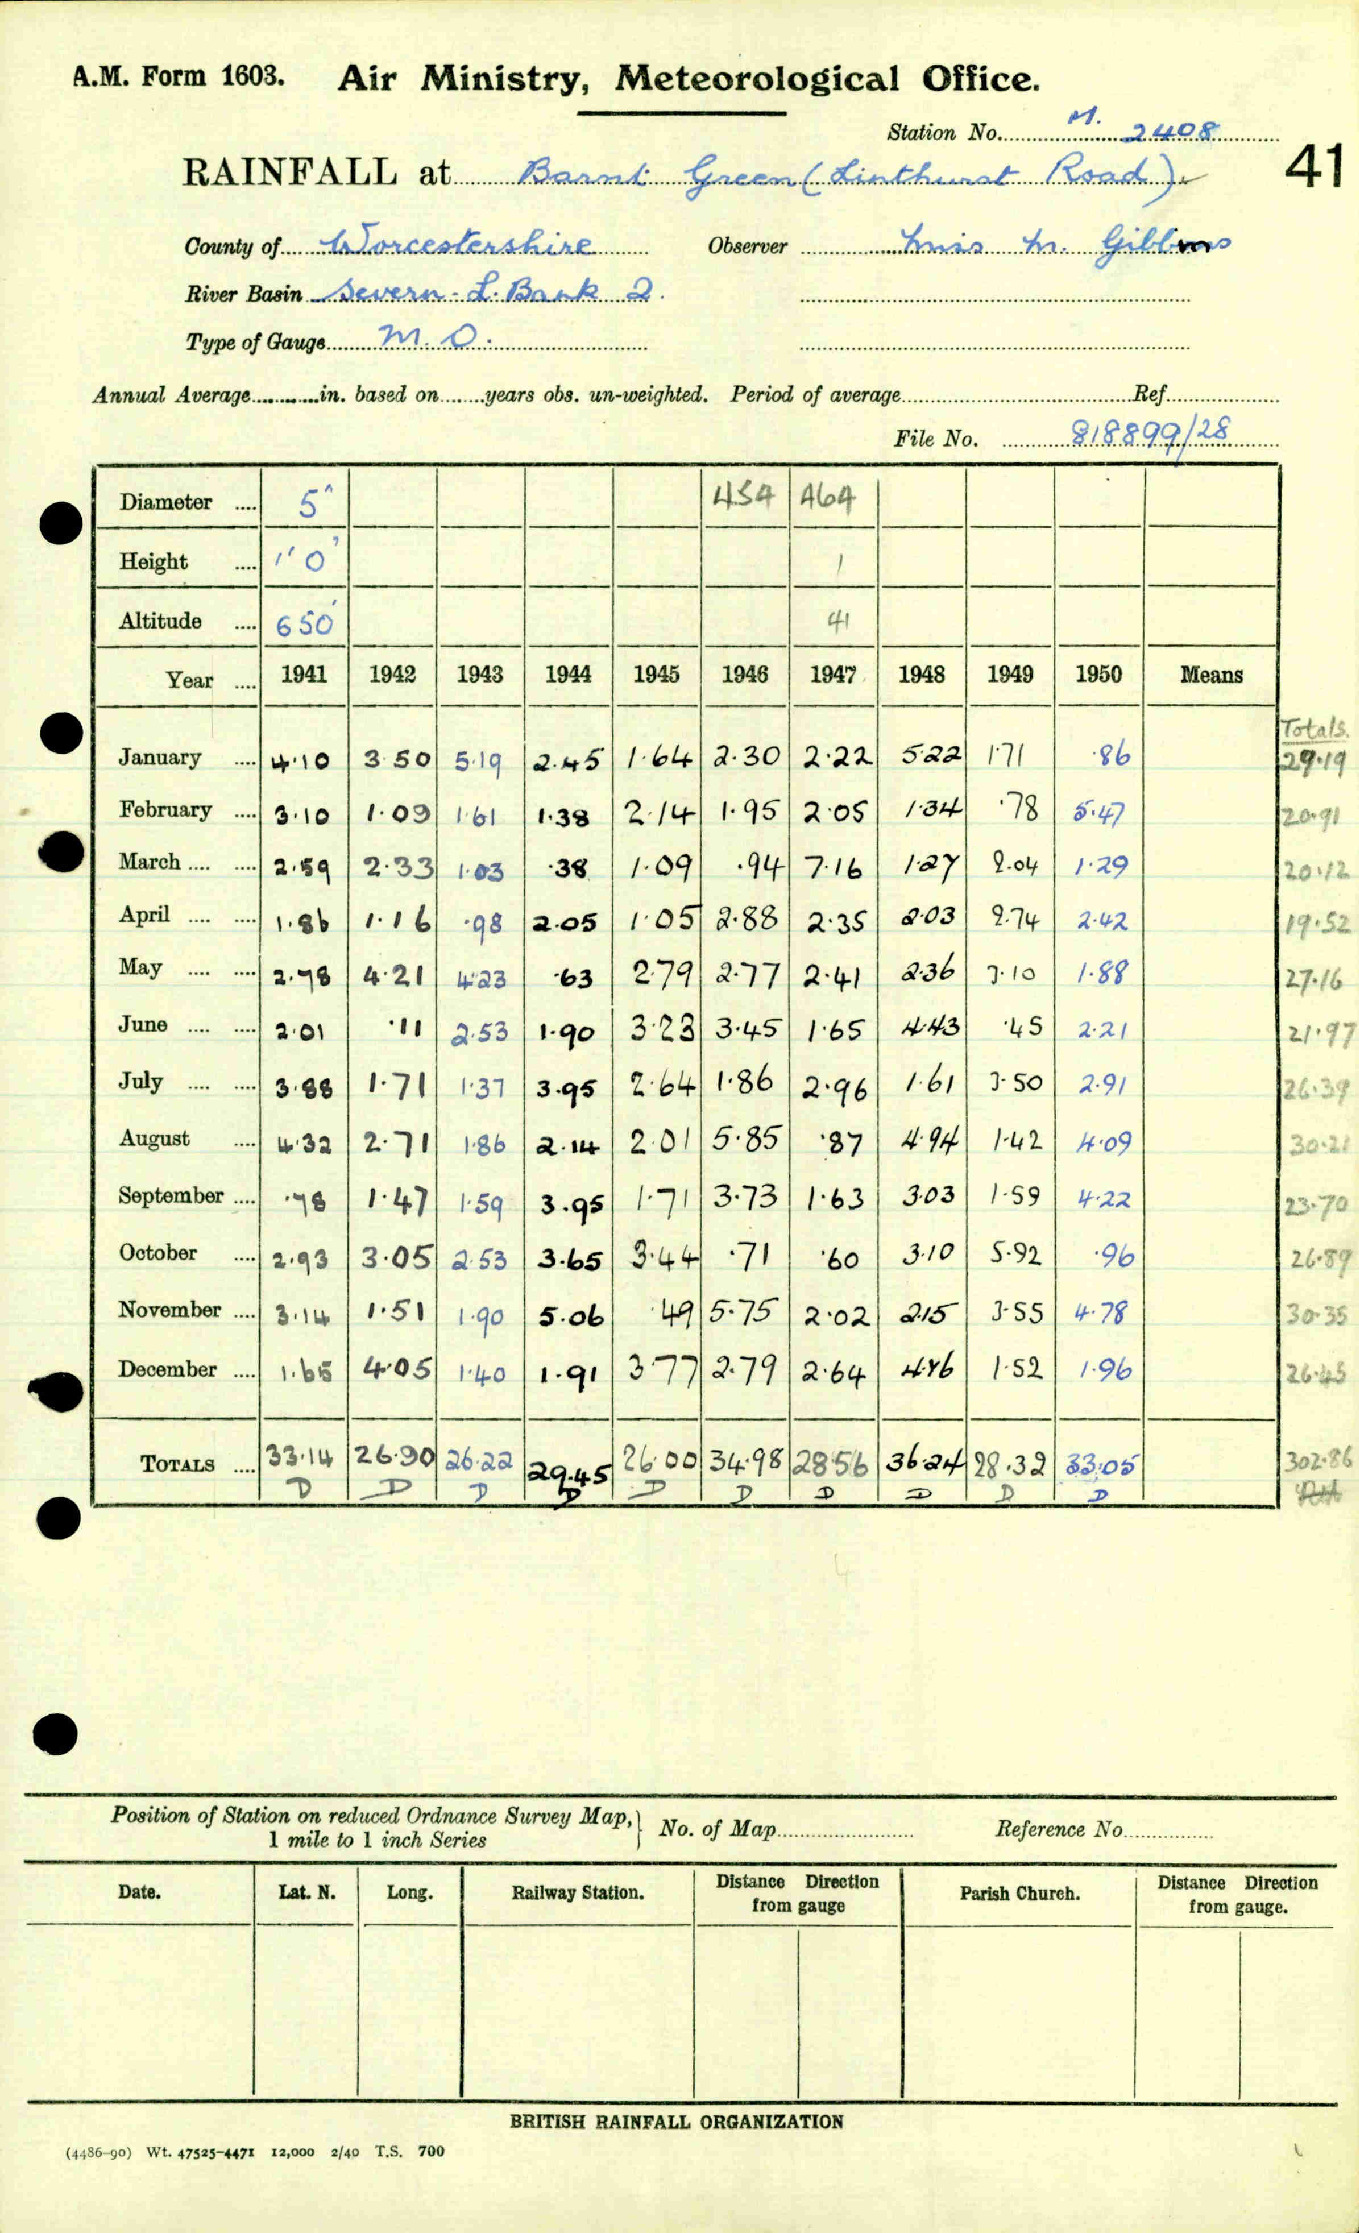 A.M. Form 1603. Air Ministry, Meteorological Office.
Station No. M. 2408
41
RAINFALL at Barnt Green (Linthurst Road)
County of Worcestershire Observer Miss M. Gibbins
River Basin Severn - L. Bank 2.
Type of Gauge M. O.
Annual Average in. based on years obs. un-weighted. Period of average Ref.
File No. 818899/28
Diameter .... 5" 454 464
Height .... 1' 0" 1
Altitude .... 650' 41
Year .... 1941 1942 1943 1944 1945 1946 1947 1948 1949 1950 Means
Totals.
January .... 4·10 3 50 5·19 2·45 1·64 2·30 2·22 5·22 1·71 ·86 29·19
February .... 3·10 1·09 1·61 1·38 2·14 1·95 2·05 1·34 ·78 5·47 20·91
March .... .... 2·59 2·33 1·03 ·38 1·09 ·94 7·16 1·27 2·04 1·29 20·12
April .... .... 1·86 1·16 ·98 2·05 1·05 2·88 2·35 2·03 2·74 2·42 19·52
May .... .... 2·78 4·21 4·23 ·63 2·79 2·77 2·41 2·36 3·10 1·88 27·16
June .... .... 2·01 ·11 2·53 1·90 3·23 3·45 1·65 4·43 ·45 2·21 21·97
July .... .... 3·88 1·71 1·37 3·95 2·64 1·86 2·96 1·61 3·50 2·91 26·39
August .... 4·32 2·71 1·86 2·14 2·01 5·85 ·87 4·94 1·42 4·09 30·21
September .... ·78 1·47 1·59 3·95 1·71 3·73 1·63 3·03 1·59 4·22 23·70
October .... 2·93 3·05 2·53 3·65 3·44 ·71 ·60 3·10 5·92 ·96 26·89
November .... 3·14 1·51 1·90 5·06 ·49 5·75 2·02 2·15 3·55 4·78 30·35
December .... 1·65 4·05 1·40 1·91 3·77 2·79 2·64 4·76 1·52 1·96 26·45
TOTALS .... 33·14 26·90 26·22 29·45 26·00 34·98 28·56 36·24 28·32 33·05 302·86
D D D D D D D D D D
Position of Station on reduced Ordnance Survey Map,
1 mile to 1 inch Series
No. of Map Reference No.
Date. Lat. N. Long. Railway Station. Distance Direction from gauge Parish Church. Distance Direction from gauge.
BRITISH RAINFALL ORGANIZATION
(4486-90) Wt. 47525-4471 12,000 2/40 T.S. 700